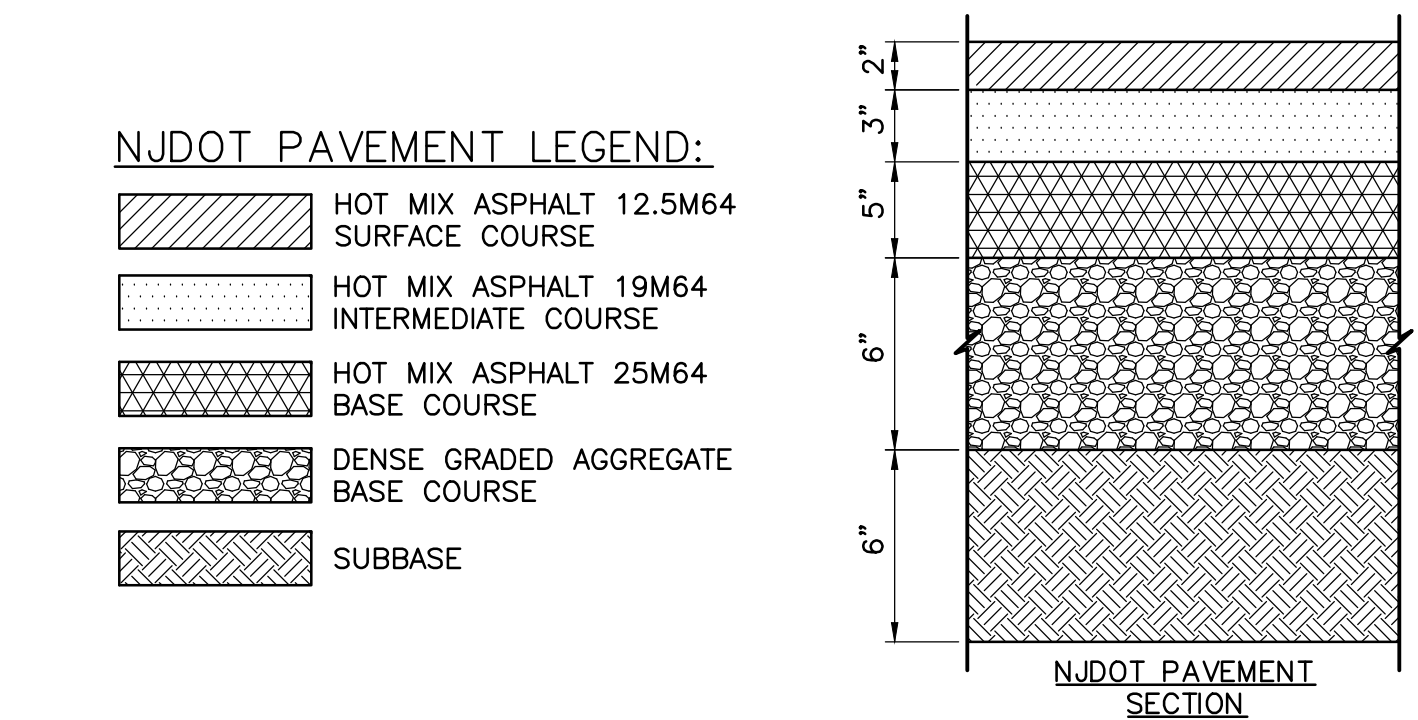 NJDOT PAVEMENT LEGEND:
HOT MIX ASPHALT 12.5M64
SURFACE COURSE
HOT MIX ASPHALT 19M64
INTERMEDIATE COURSE
HOT MIX ASPHALT 25M64
BASE COURSE
DENSE GRADED AGGREGATE
BASE COURSE
SUBBASE
2"
3"
5"
6"
6"
NJDOT PAVEMENT
SECTION